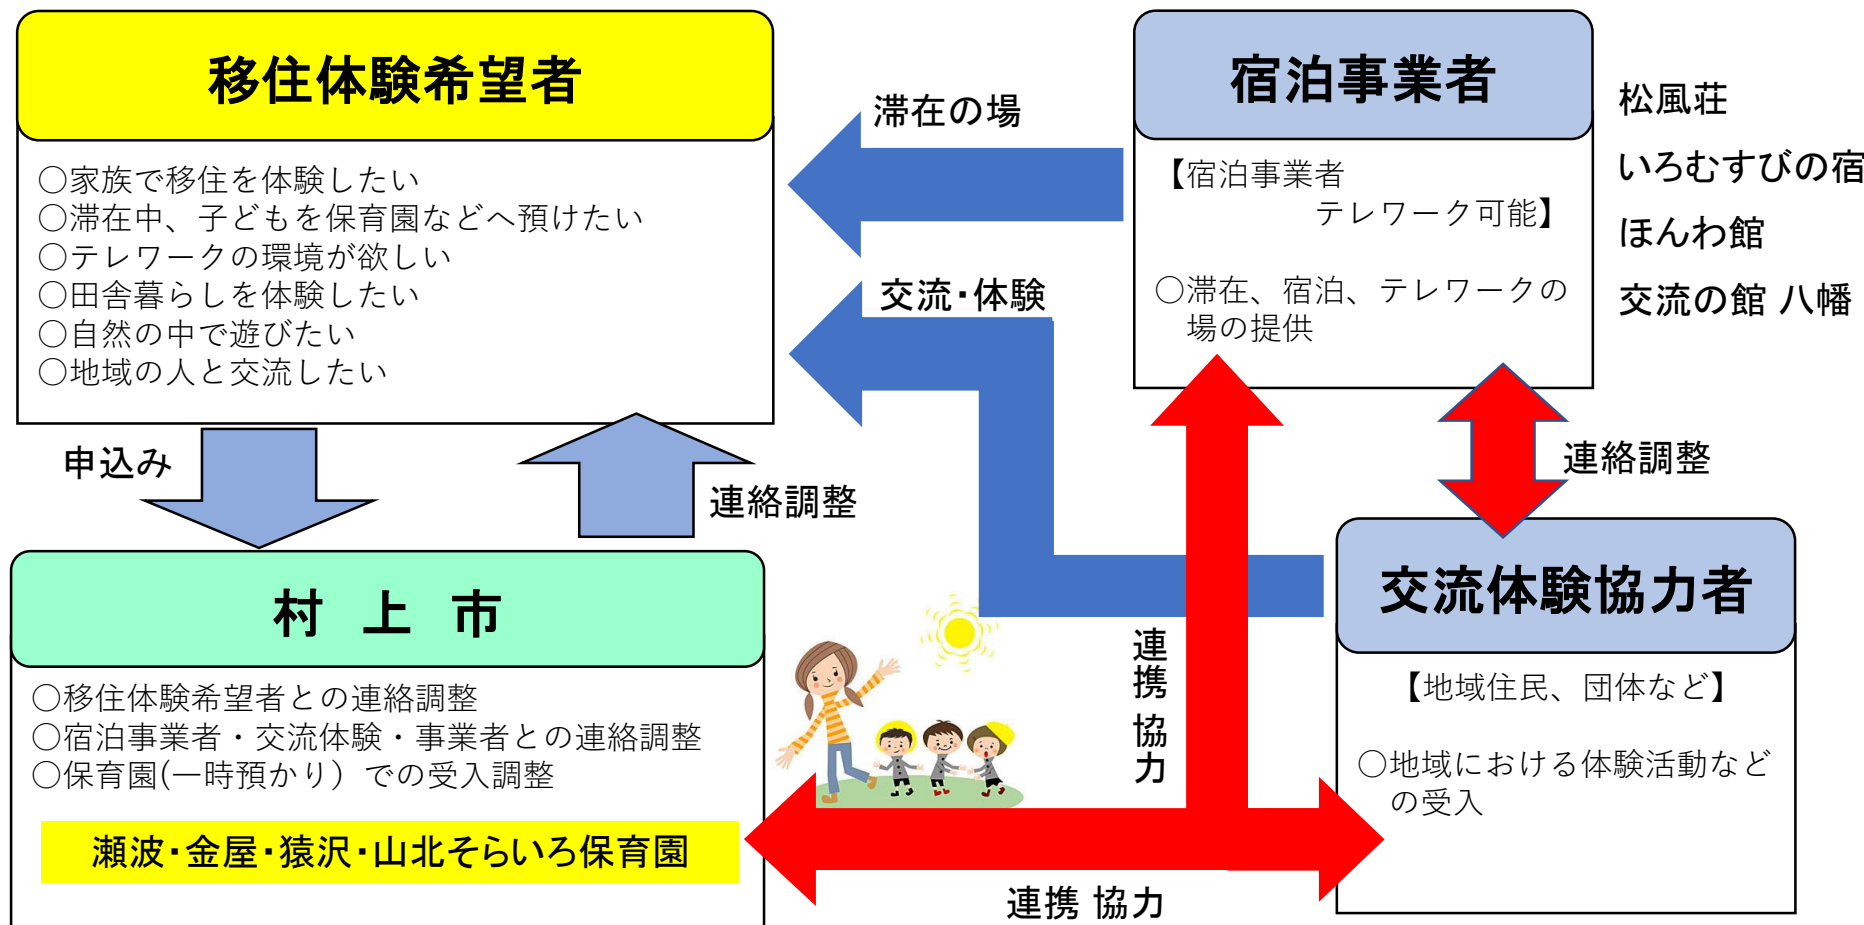 移住体験希望者
○家族で移住を体験したい
○滞在中、子どもを保育園などへ預けたい
○テレワークの環境が欲しい
○田舎暮らしを体験したい
○自然の中で遊びたい
○地域の人と交流したい
滞在の場
交流・体験
宿泊事業者
【宿泊事業者
テレワーク可能】
○滞在、宿泊、テレワークの
場の提供
松風荘
いろむすびの宿
ほんわ館
交流の館 八幡
申込み
連絡調整
連絡調整
村 上 市
○移住体験希望者との連絡調整
○宿泊事業者・交流体験・事業者との連絡調整
○保育園(一時預かり）での受入調整
瀬波・金屋・猿沢・山北そらいろ保育園
連携 協力
連携 協力
交流体験協力者
【地域住民、団体など】
○地域における体験活動など
の受入